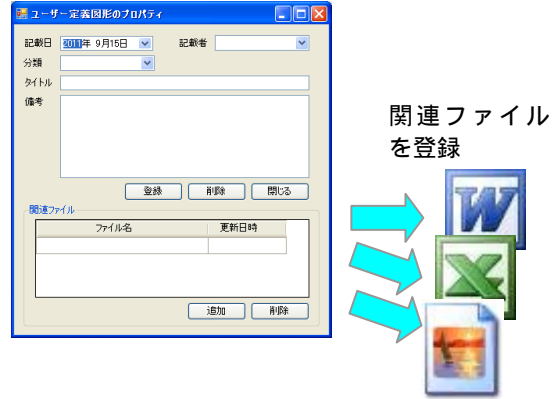 ユーザー定義図形のプロパティ
記載日 2011年 9月15日 記載者
分類
タイトル
備考
登録 削除 閉じる
関連ファイル
ファイル名 更新日時
追加 削除
関連ファイル
を登録